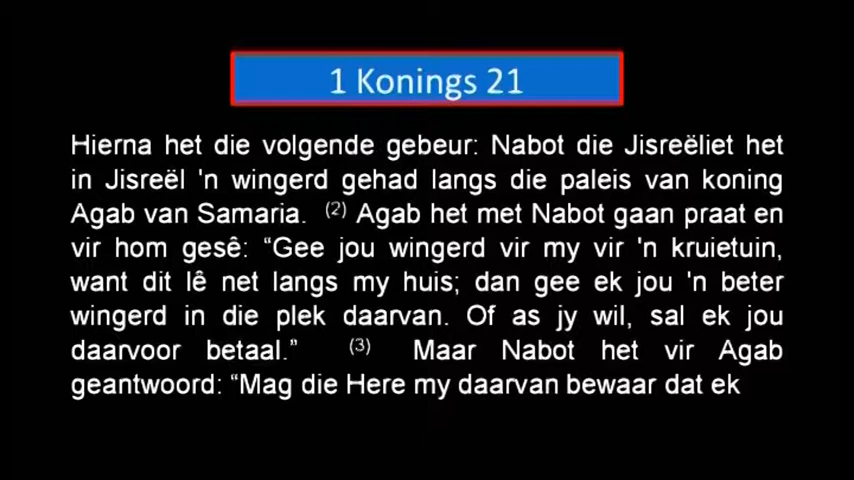 1 Konings 21
Hierna het die volgende gebeur: Nabot die Jisreëliet het
in Jisreël 'n wingerd gehad langs die paleis van koning
Agab van Samaria. (2) Agab het met Nabot gaan praat en
vir hom gesê: “Gee jou wingerd vir my vir 'n kruietuin,
want dit lê net langs my huis; dan gee ek jou 'n beter
wingerd in die plek daarvan. Of as jy wil, sal ek jou
daarvoor betaal.” (3) Maar Nabot het vir Agab
geantwoord: “Mag die Here my daarvan bewaar dat ek